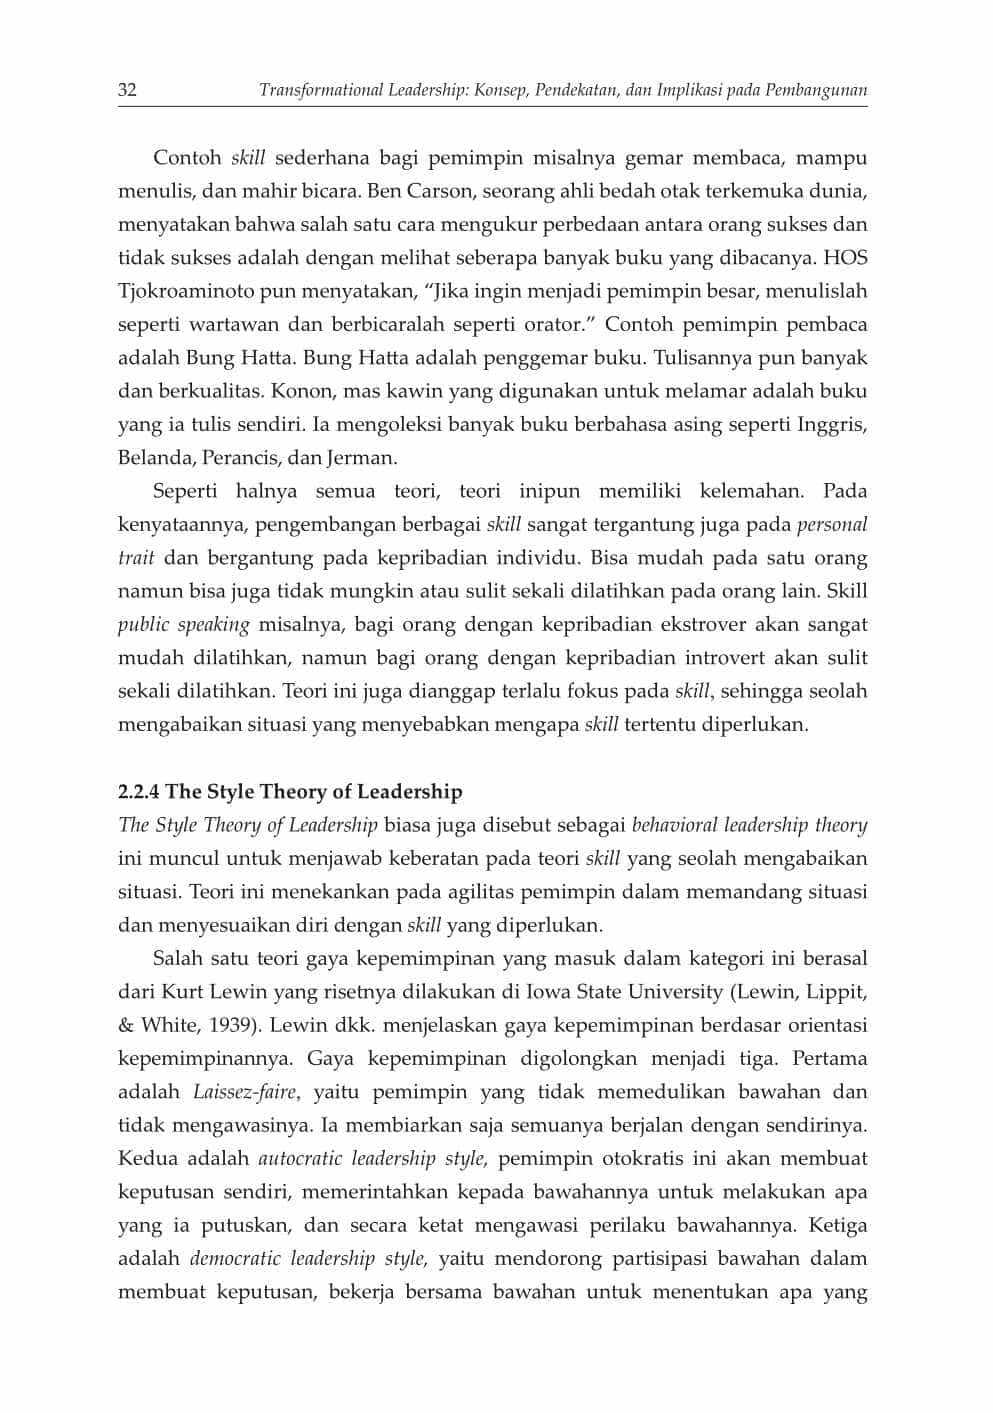 32 Transformational Leadership: Konsep, Pendekatan, dan Implikasi pada Pembangunan
Contoh skill sederhana bagi pemimpin misalnya gemar membaca, mampu
menulis, dan mahir bicara. Ben Carson, seorang ahli bedah otak terkemuka dunia,
menyatakan bahwa salah satu cara mengukur perbedaan antara orang sukses dan
tidak sukses adalah dengan melihat seberapa banyak buku yang dibacanya. HOS
Tjokroaminoto pun menyatakan, “Jika ingin menjadi pemimpin besar, menulislah
seperti wartawan dan berbicaralah seperti orator.” Contoh pemimpin pembaca
adalah Bung Hatta. Bung Hatta adalah penggemar buku. Tulisannya pun banyak
dan berkualitas. Konon, mas kawin yang digunakan untuk melamar adalah buku
yang ia tulis sendiri. Ia mengoleksi banyak buku berbahasa asing seperti Inggris,
Belanda, Perancis, dan Jerman.
Seperti halnya semua teori, teori inipun memiliki kelemahan. Pada
kenyataannya, pengembangan berbagai skill sangat tergantung juga pada personal
trait dan bergantung pada kepribadian individu. Bisa mudah pada satu orang
namun bisa juga tidak mungkin atau sulit sekali dilatihkan pada orang lain. Skill
public speaking misalnya, bagi orang dengan kepribadian ekstrover akan sangat
mudah dilatihkan, namun bagi orang dengan kepribadian introvert akan sulit
sekali dilatihkan. Teori ini juga dianggap terlalu fokus pada skill, sehingga seolah
mengabaikan situasi yang menyebabkan mengapa skill tertentu diperlukan.
2.2.4 The Style Theory of Leadership
The Style Theory of Leadership biasa juga disebut sebagai behavioral leadership theory
ini muncul untuk menjawab keberatan pada teori skill yang seolah mengabaikan
situasi. Teori ini menekankan pada agilitas pemimpin dalam memandang situasi
dan menyesuaikan diri dengan skill yang diperlukan.
Salah satu teori gaya kepemimpinan yang masuk dalam kategori ini berasal
dari Kurt Lewin yang risetnya dilakukan di Iowa State University (Lewin, Lippit,
& White, 1939). Lewin dkk. menjelaskan gaya kepemimpinan berdasar orientasi
kepemimpinannya. Gaya kepemimpinan digolongkan menjadi tiga. Pertama
adalah Laissez-faire, yaitu pemimpin yang tidak memedulikan bawahan dan
tidak mengawasinya. Ia membiarkan saja semuanya berjalan dengan sendirinya.
Kedua adalah autocratic leadership style, pemimpin otokratis ini akan membuat
keputusan sendiri, memerintahkan kepada bawahannya untuk melakukan apa
yang ia putuskan, dan secara ketat mengawasi perilaku bawahannya. Ketiga
adalah democratic leadership style, yaitu mendorong partisipasi bawahan dalam
membuat keputusan, bekerja bersama bawahan untuk menentukan apa yang